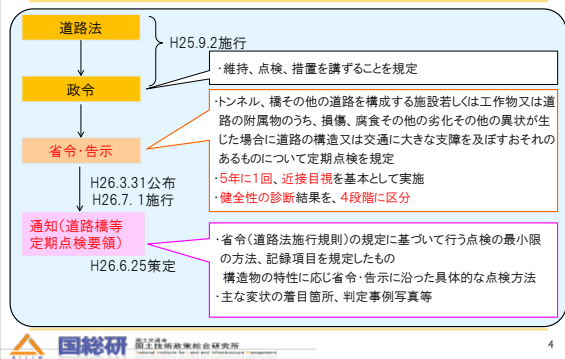 道路法
H25.9.2施行
政令
・維持、点検、措置を講ずることを規定
省令・告示
・トンネル、橋その他の道路を構成する施設若しくは工作物又は道
路の附属物のうち、損傷、腐食その他の劣化その他の異状が生
じた場合に道路の構造又は交通に大きな支障を及ぼすおそれの
あるものについて定期点検を規定
・5年に1回、近接目視を基本として実施
・健全性の診断結果を、4段階に区分
H26.3.31公布
H26.7. 1施行
通知(道路橋等
定期点検要領)
H26.6.25策定
・省令(道路法施行規則)の規定に基づいて行う点検の最小限
の方法、記録項目を規定したもの
構造物の特性に応じ省令・告示に沿った具体的な点検方法
・主な変状の着目箇所、判定事例写真等
国総研
国土交通省
国土技術政策総合研究所
National Institute for Land and Infrastructure Management
4